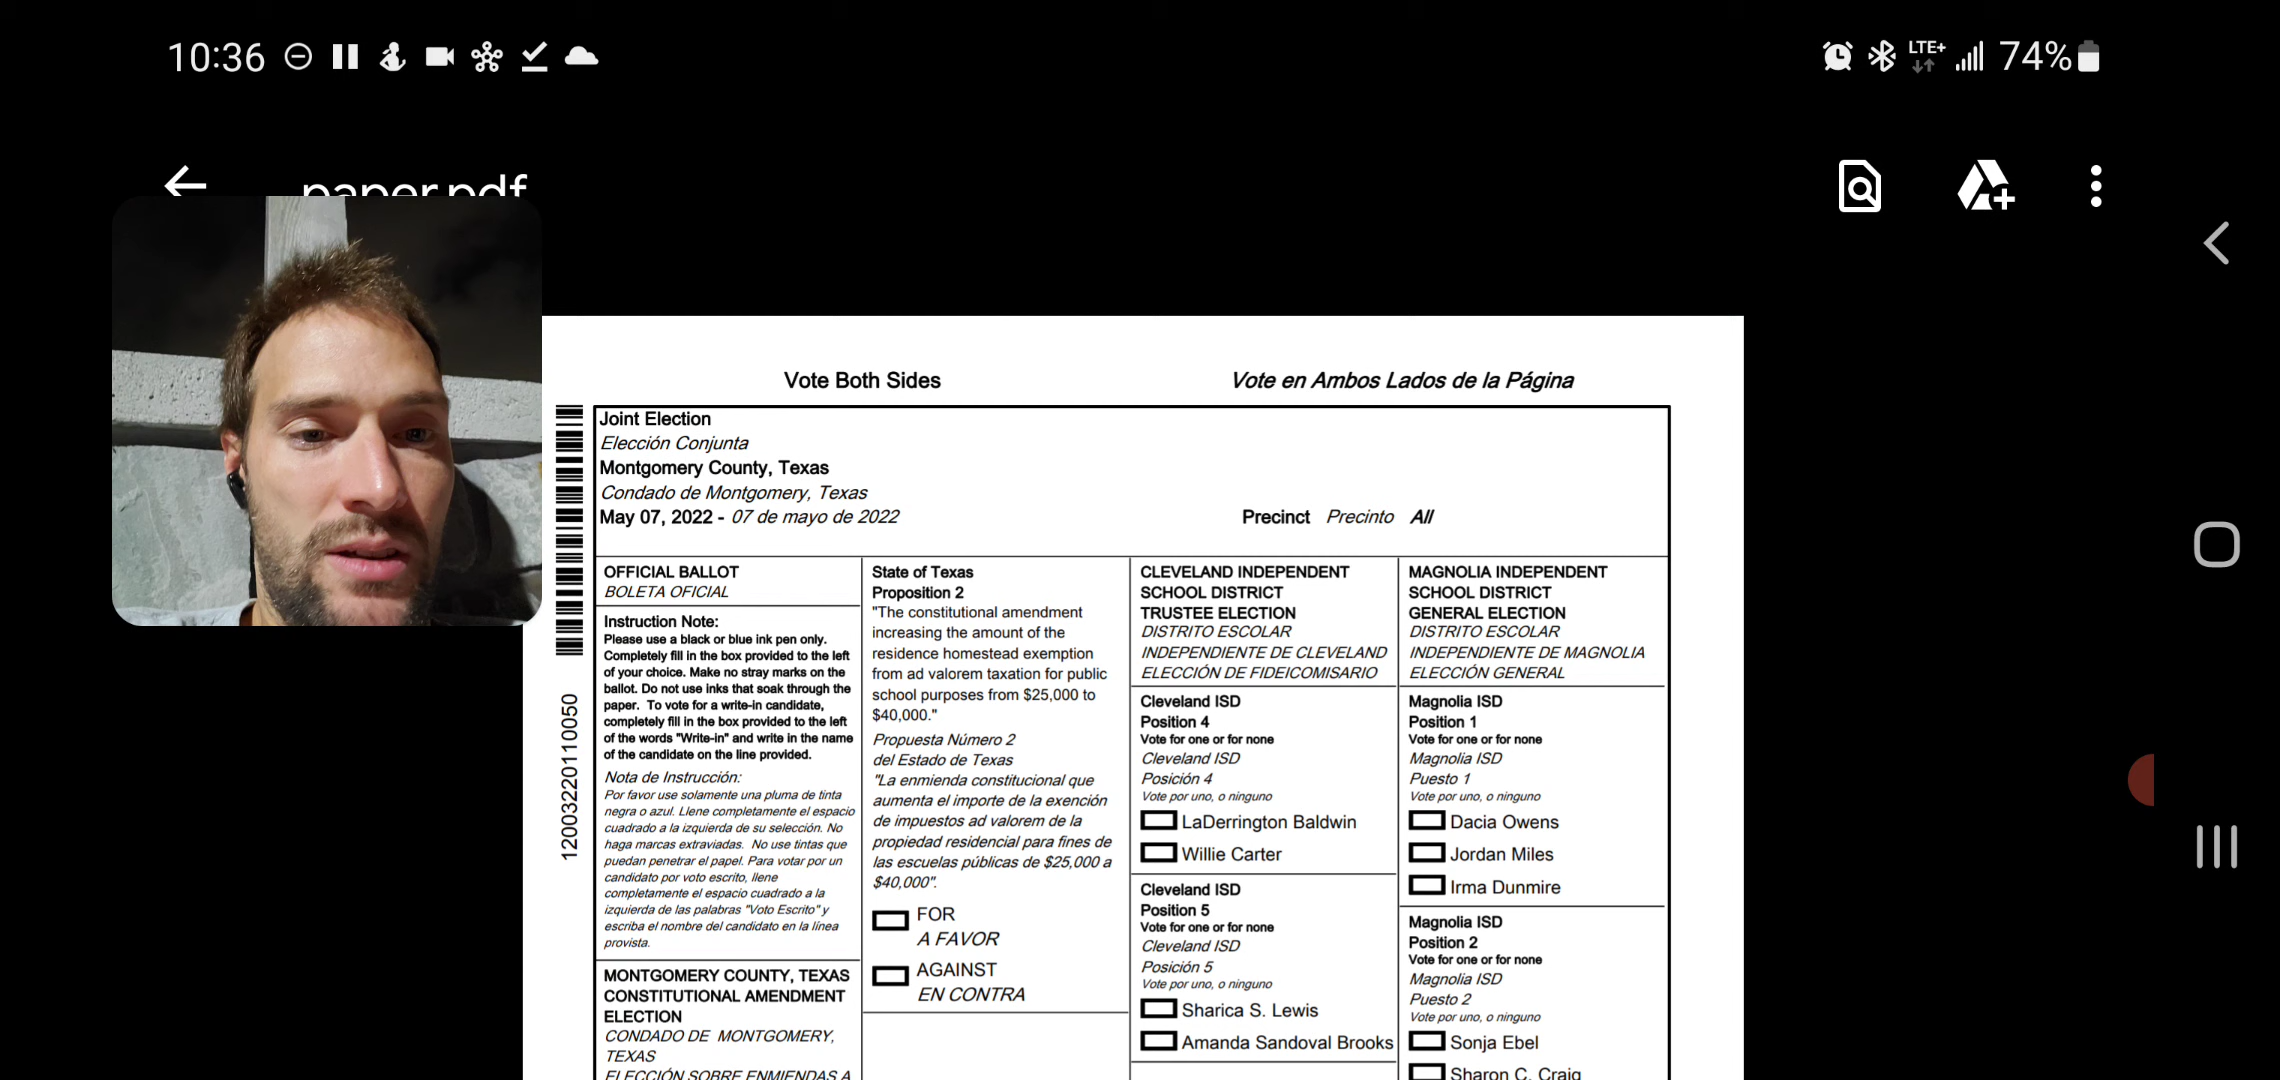 10:36
LTE+
74%
paper.pdf
Vote Both Sides
Vote en Ambos Lados de la Página
Joint Election
Elección Conjunta
Montgomery County, Texas
Condado de Montgomery, Texas
May 07, 2022 - 07 de mayo de 2022
Precinct Precinto All
12003220110050
OFFICIAL BALLOT
BOLETA OFICIAL
Instruction Note:
Please use a black or blue ink pen only.
Completely fill in the box provided to the left
of your choice. Make no stray marks on the
ballot. Do not use inks that soak through the
paper. To vote for a write-in candidate,
completely fill in the box provided to the left
of the words "Write-in" and write in the name
of the candidate on the line provided.
Nota de Instrucción:
Por favor use solamente una pluma de tinta
negra o azul. Llene completamente el espacio
cuadrado a la izquierda de su selección. No
haga marcas extraviadas. No use tintas que
puedan penetrar el papel. Para votar por un
candidato por voto escrito, llene
completamente el espacio cuadrado a la
izquierda de las palabras "Voto Escrito" y
escriba el nombre del candidato en la línea
provista.
MONTGOMERY COUNTY, TEXAS
CONSTITUTIONAL AMENDMENT
ELECTION
CONDADO DE MONTGOMERY,
TEXAS
ELECCIÓN SOBRE ENMIENDAS A
State of Texas
Proposition 2
"The constitutional amendment
increasing the amount of the
residence homestead exemption
from ad valorem taxation for public
school purposes from $25,000 to
$40,000."
Propuesta Número 2
del Estado de Texas
"La enmienda constitucional que
aumenta el importe de la exención
de impuestos ad valorem de la
propiedad residencial para fines de
las escuelas públicas de $25,000 a
$40,000".
FOR
A FAVOR
AGAINST
EN CONTRA
CLEVELAND INDEPENDENT
SCHOOL DISTRICT
TRUSTEE ELECTION
DISTRITO ESCOLAR
INDEPENDIENTE DE CLEVELAND
ELECCIÓN DE FIDEICOMISARIO
Cleveland ISD
Position 4
Vote for one or for none
Cleveland ISD
Posición 4
Vote por uno, o ninguno
LaDerrington Baldwin
Willie Carter
Cleveland ISD
Position 5
Vote for one or for none
Cleveland ISD
Posición 5
Vote por uno, o ninguno
Sharica S. Lewis
Amanda Sandoval Brooks
MAGNOLIA INDEPENDENT
SCHOOL DISTRICT
GENERAL ELECTION
DISTRITO ESCOLAR
INDEPENDIENTE DE MAGNOLIA
ELECCIÓN GENERAL
Magnolia ISD
Position 1
Vote for one or for none
Magnolia ISD
Puesto 1
Vote por uno, o ninguno
Dacia Owens
Jordan Miles
Irma Dunmire
Magnolia ISD
Position 2
Vote for one or for none
Magnolia ISD
Puesto 2
Vote por uno, o ninguno
Sonja Ebel
Sharon C. Craig